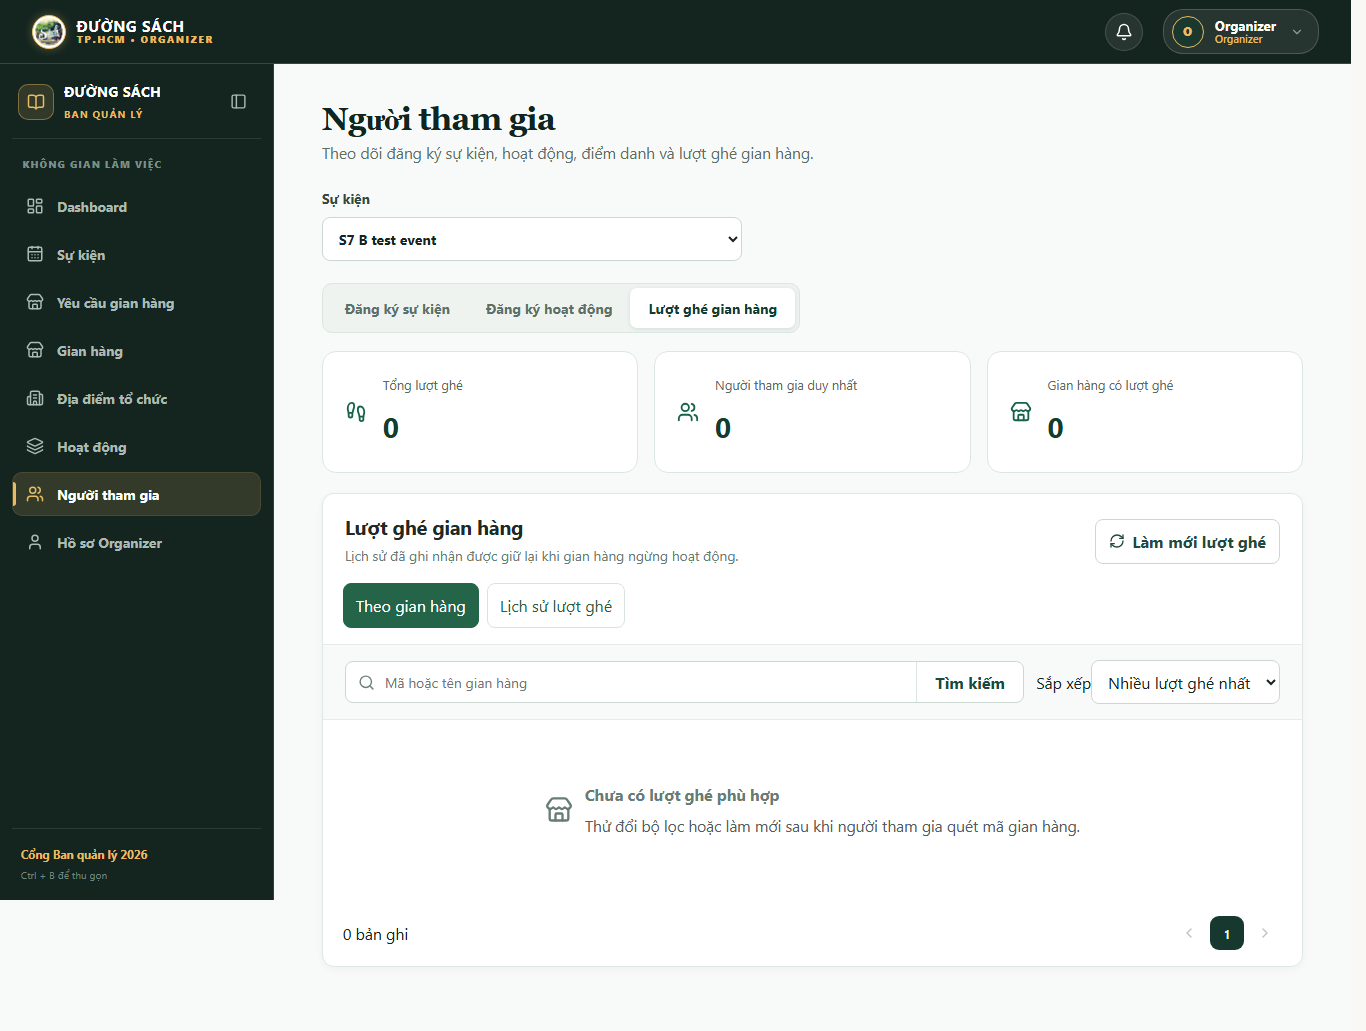 ĐƯỜNG SÁCH
TP.HCM • ORGANIZER
O
Organizer
Organizer
ĐƯỜNG SÁCH
BAN QUẢN LÝ
KHÔNG GIAN LÀM VIỆC
Dashboard
Sự kiện
Yêu cầu gian hàng
Gian hàng
Địa điểm tổ chức
Hoạt động
Người tham gia
Hồ sơ Organizer
Cổng Ban quản lý 2026
Ctrl + B để thu gọn
Người tham gia
Theo dõi đăng ký sự kiện, hoạt động, điểm danh và lượt ghé gian hàng.
Sự kiện
S7 B test event
Đăng ký sự kiện
Đăng ký hoạt động
Lượt ghé gian hàng
Tổng lượt ghé
0
Người tham gia duy nhất
0
Gian hàng có lượt ghé
0
Lượt ghé gian hàng
Lịch sử đã ghi nhận được giữ lại khi gian hàng ngừng hoạt động.
Làm mới lượt ghé
Theo gian hàng
Lịch sử lượt ghé
Mã hoặc tên gian hàng
Tìm kiếm
Sắp xếp
Nhiều lượt ghé nhất
Chưa có lượt ghé phù hợp
Thử đổi bộ lọc hoặc làm mới sau khi người tham gia quét mã gian hàng.
0 bản ghi
1